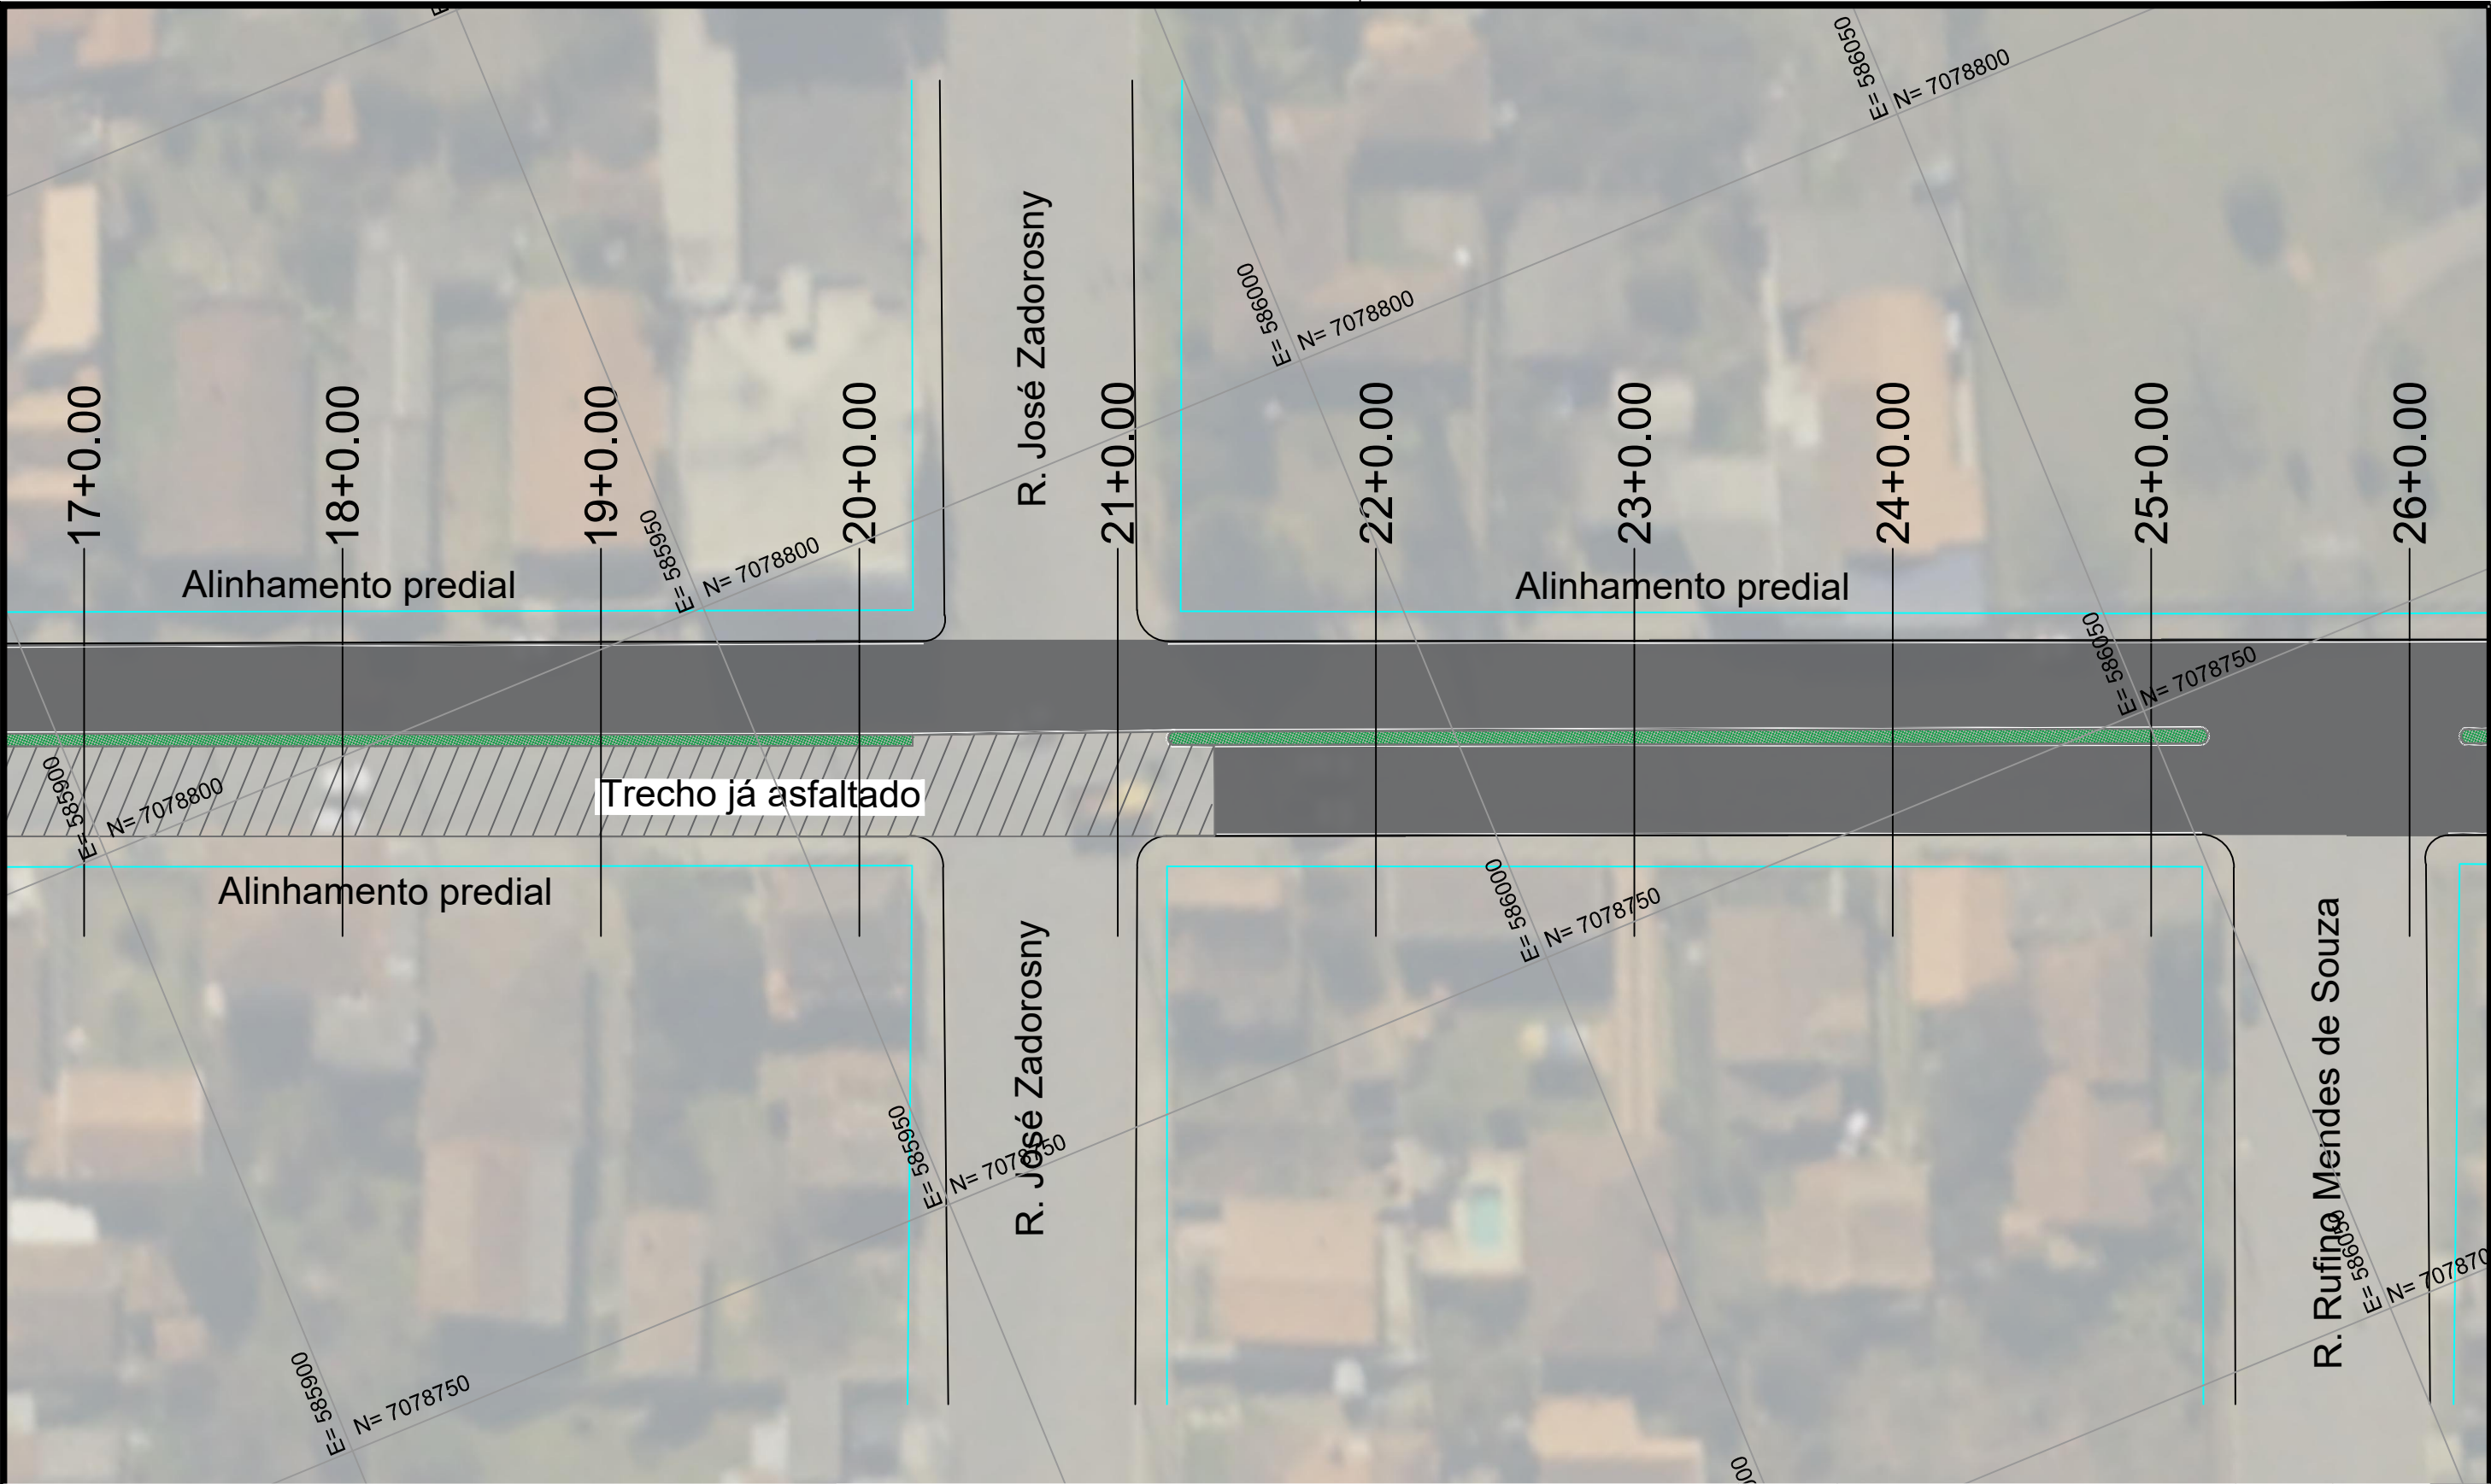 E= 586050
N= 7078800
R. José Zadorosny
E= 586000
N= 7078800
17+0.00
18+0.00
19+0.00
20+0.00
21+0.00
22+0.00
23+0.00
24+0.00
25+0.00
26+0.00
E= 585950
N= 7078800
Alinhamento predial
Alinhamento predial
E= 586050
N= 7078750
E= 585900
N= 7078800
Trecho já asfaltado
Alinhamento predial
E= 586000
N= 7078750
R. José Zadorosny
R. Rufino Mendes de Souza
E= 585950
N= 7078750
E= 586050
N= 707870
E= 585900
N= 7078750